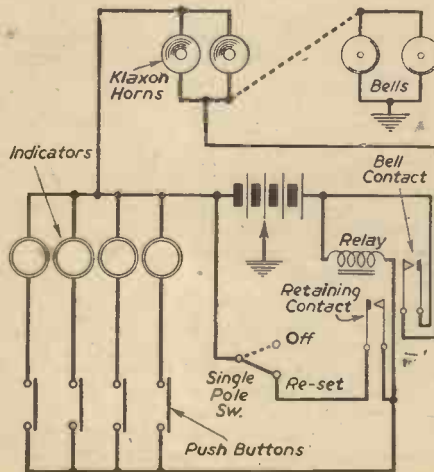 Klaxon
Horns
Bells
Indicators
Bell
Contact
Relay
Retaining
Contact
Off
Single
Pole
Sw.
Re-set
Push Buttons